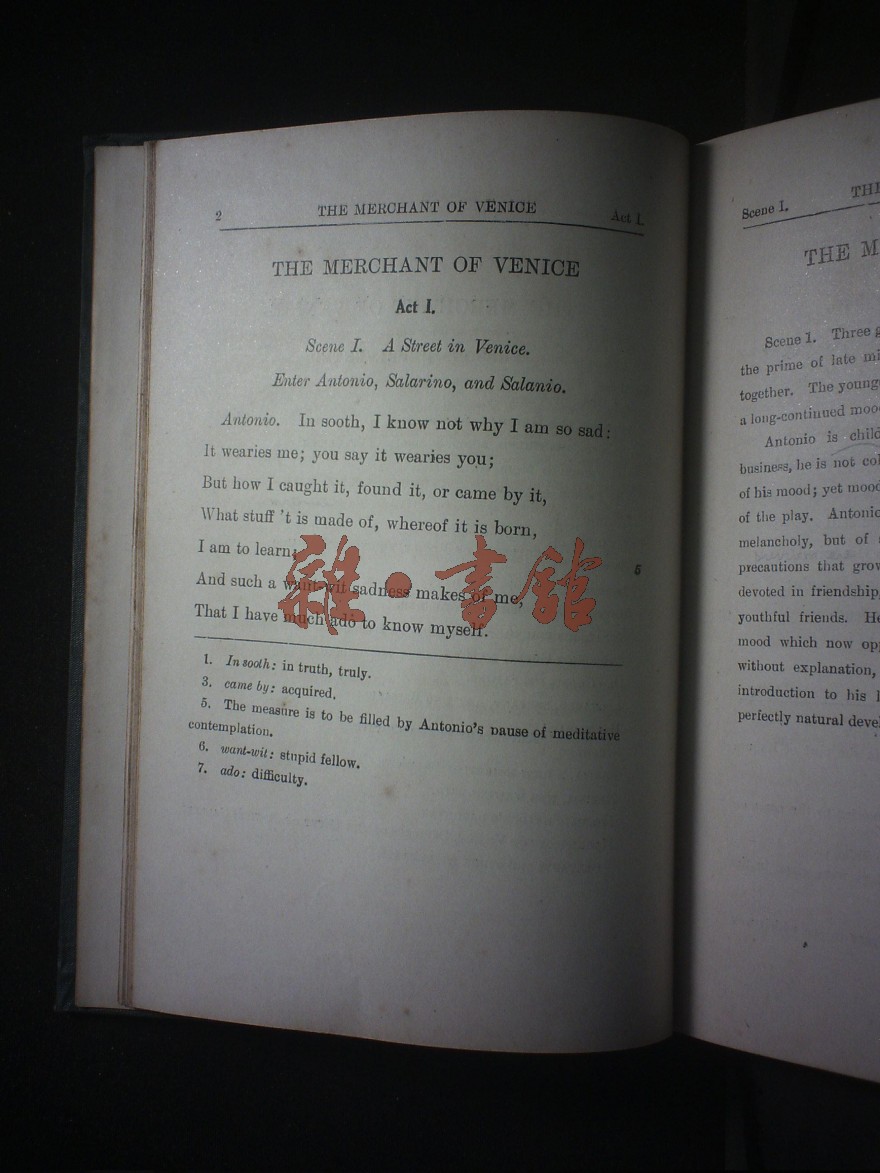 2 THE MERCHANT OF VENICE Act I.
THE MERCHANT OF VENICE
Act I.
Scene I. A Street in Venice.
Enter Antonio, Salarino, and Salanio.
Antonio. In sooth, I know not why I am so sad:
It wearies me; you say it wearies you;
But how I caught it, found it, or came by it,
What stuff 't is made of, whereof it is born,
I am to learn; 5
And such a want-wit sadness makes of me,
That I have much ado to know myself.
雜·書館
1. In sooth: in truth, truly.
3. came by: acquired.
5. The measure is to be filled by Antonio's pause of meditative
contemplation.
6. want-wit: stupid fellow.
7. ado: difficulty.
Scene I.
THE
Scene 1. Three
the prime of late
together. The
a long-continued
Antonio is
business, he is not
of his mood; yet
of the play.
melancholy, but of
precautions that
devoted in friendship,
youthful friends.
mood which now
without explanation,
introduction to his
perfectly natural